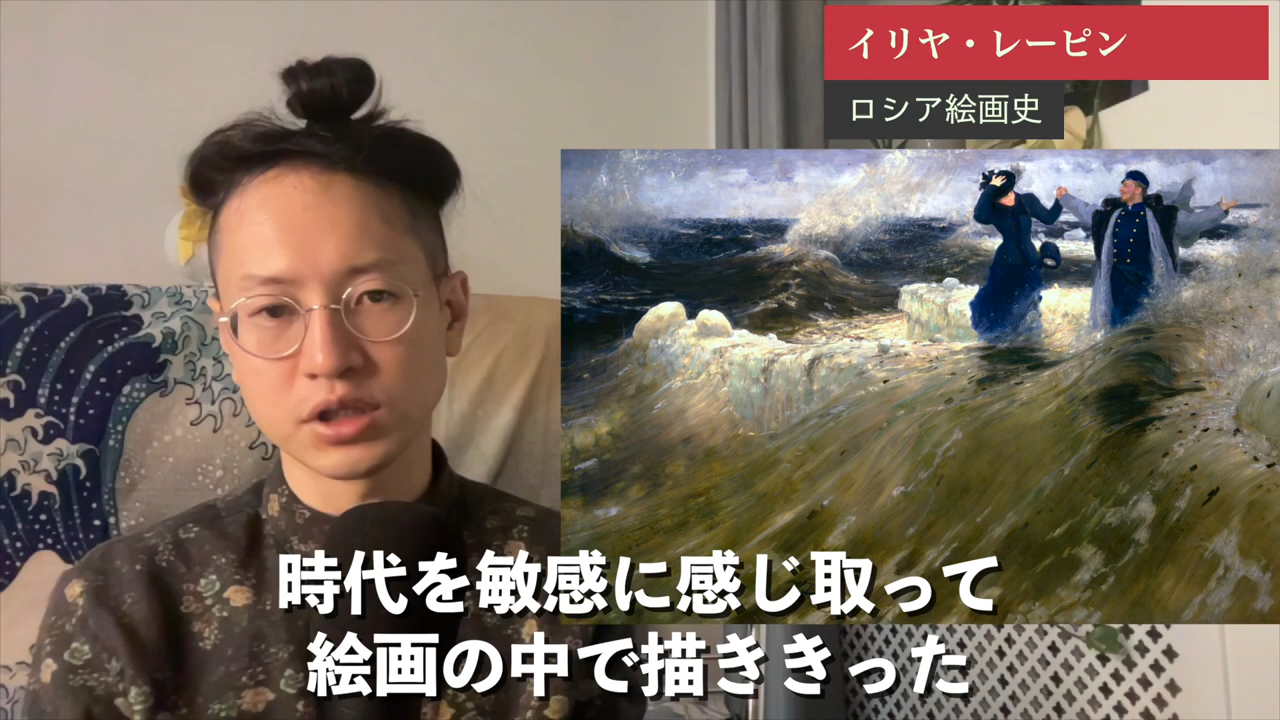 イリヤ・レーピン
ロシア絵画史
時代を敏感に感じ取って
絵画の中で描ききった